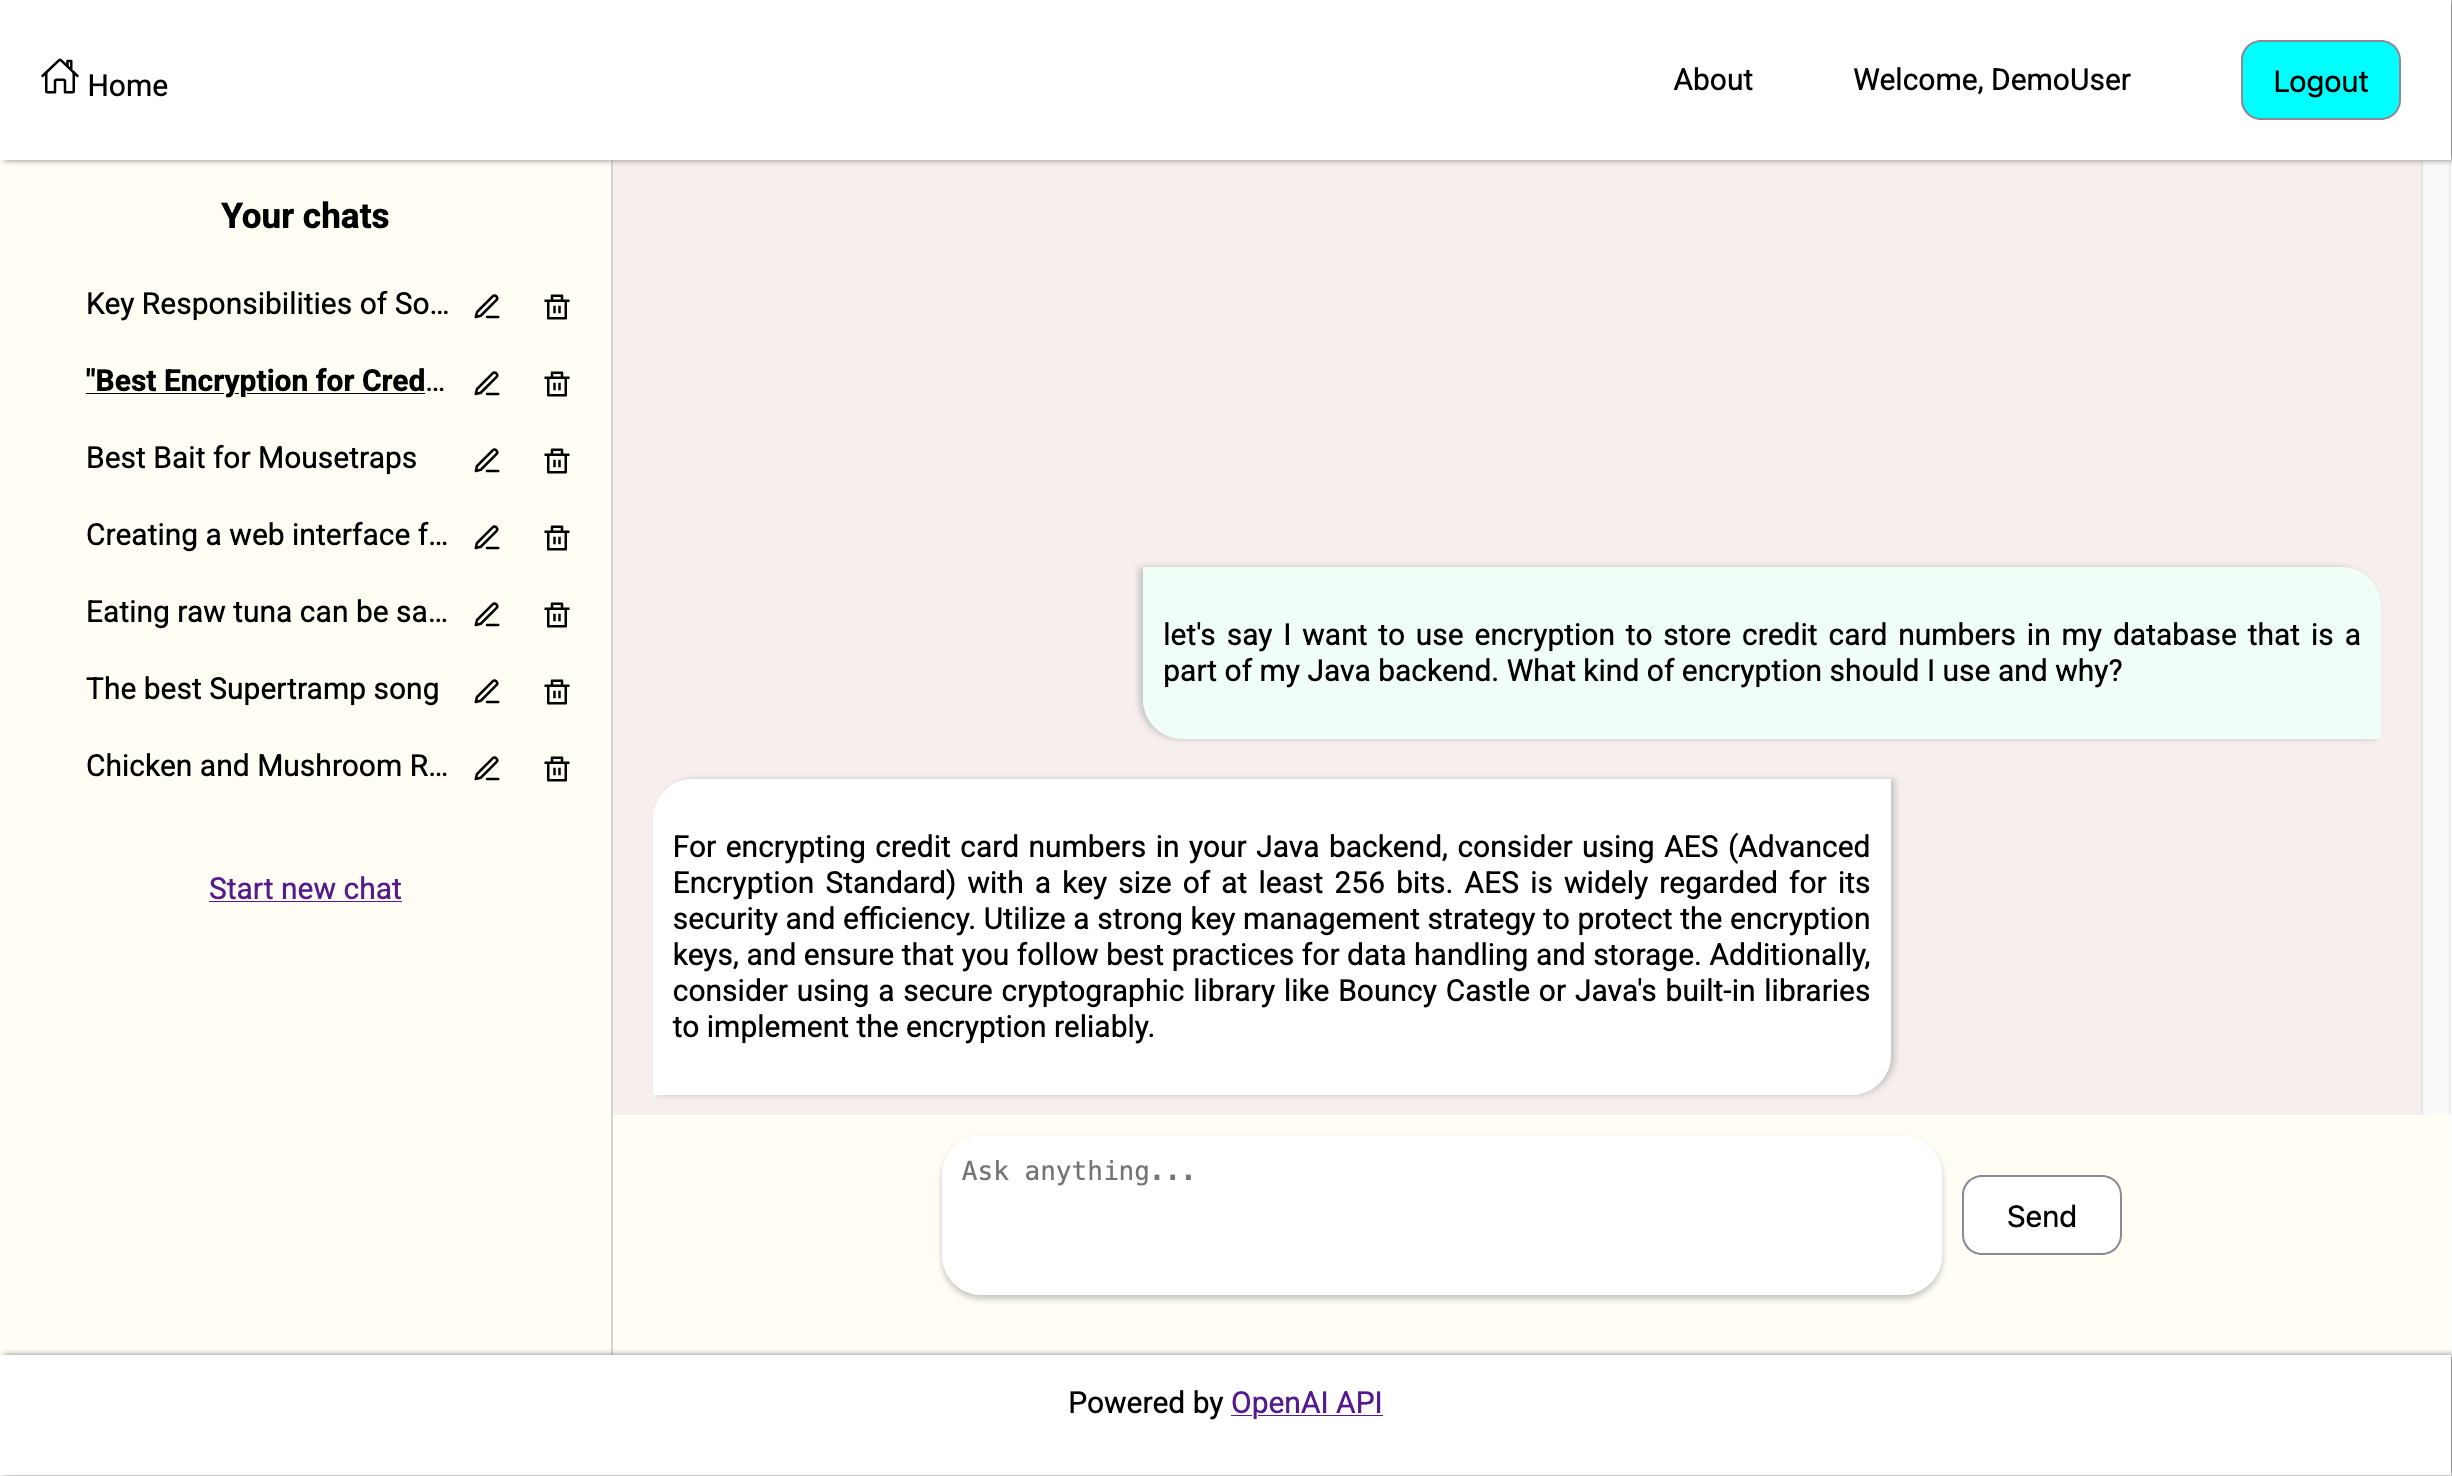 Home
About
Welcome, DemoUser
Logout
Your chats
Key Responsibilities of So...
"Best Encryption for Cred...
Best Bait for Mousetraps
Creating a web interface f...
Eating raw tuna can be sa...
The best Supertramp song
Chicken and Mushroom R...
Start new chat
let's say I want to use encryption to store credit card numbers in my database that is a
part of my Java backend. What kind of encryption should I use and why?
For encrypting credit card numbers in your Java backend, consider using AES (Advanced
Encryption Standard) with a key size of at least 256 bits. AES is widely regarded for its
security and efficiency. Utilize a strong key management strategy to protect the encryption
keys, and ensure that you follow best practices for data handling and storage. Additionally,
consider using a secure cryptographic library like Bouncy Castle or Java's built-in libraries
to implement the encryption reliably.
Ask anything...
Send
Powered by OpenAI API